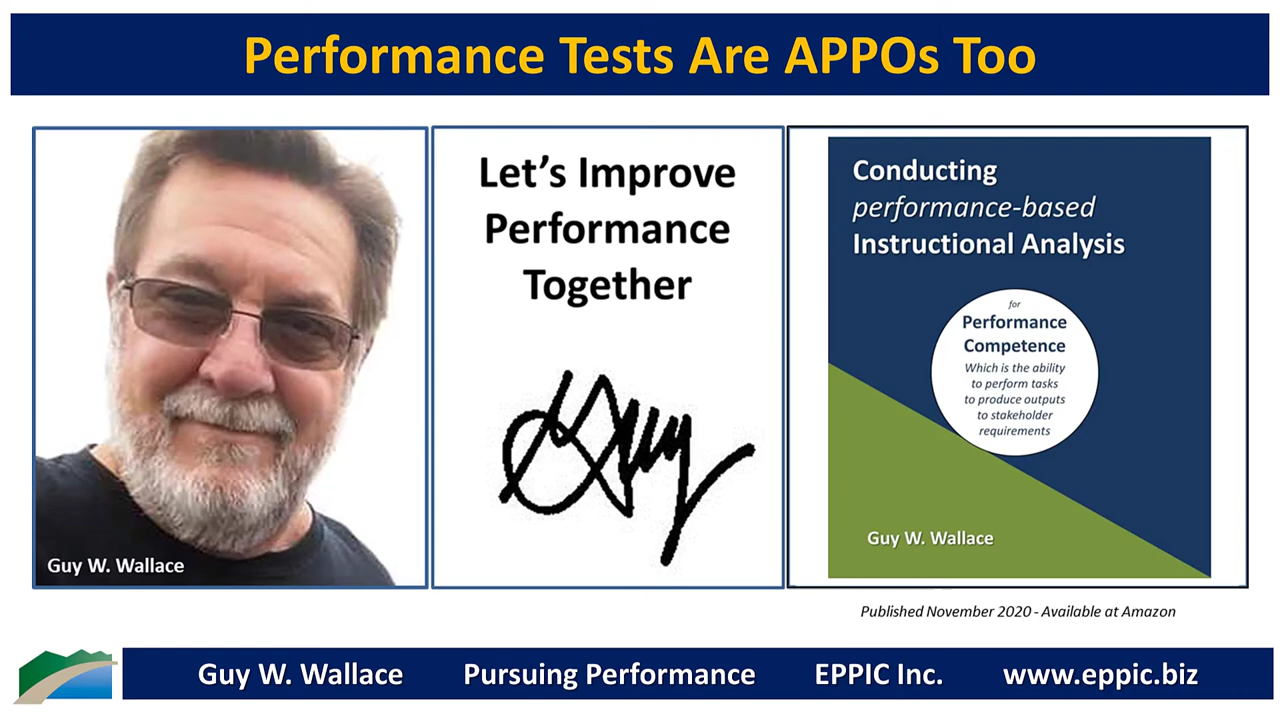 Performance Tests Are APPOs Too
Guy W. Wallace
Let's Improve
Performance
Together
Guy
Conducting
performance-based
Instructional Analysis
for
Performance
Competence
Which is the ability
to perform tasks
to produce outputs
to stakeholder
requirements
Guy W. Wallace
Published November 2020 - Available at Amazon
Guy W. Wallace Pursuing Performance EPPIC Inc. www.eppic.biz